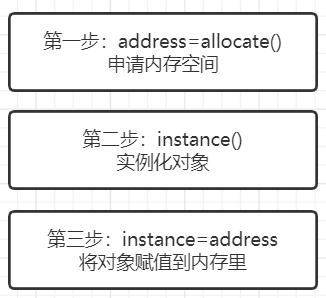 第一步：address=allocate()
申请内存空间
第二步：instance()
实例化对象
第三步：instance=address
将对象赋值到内存里